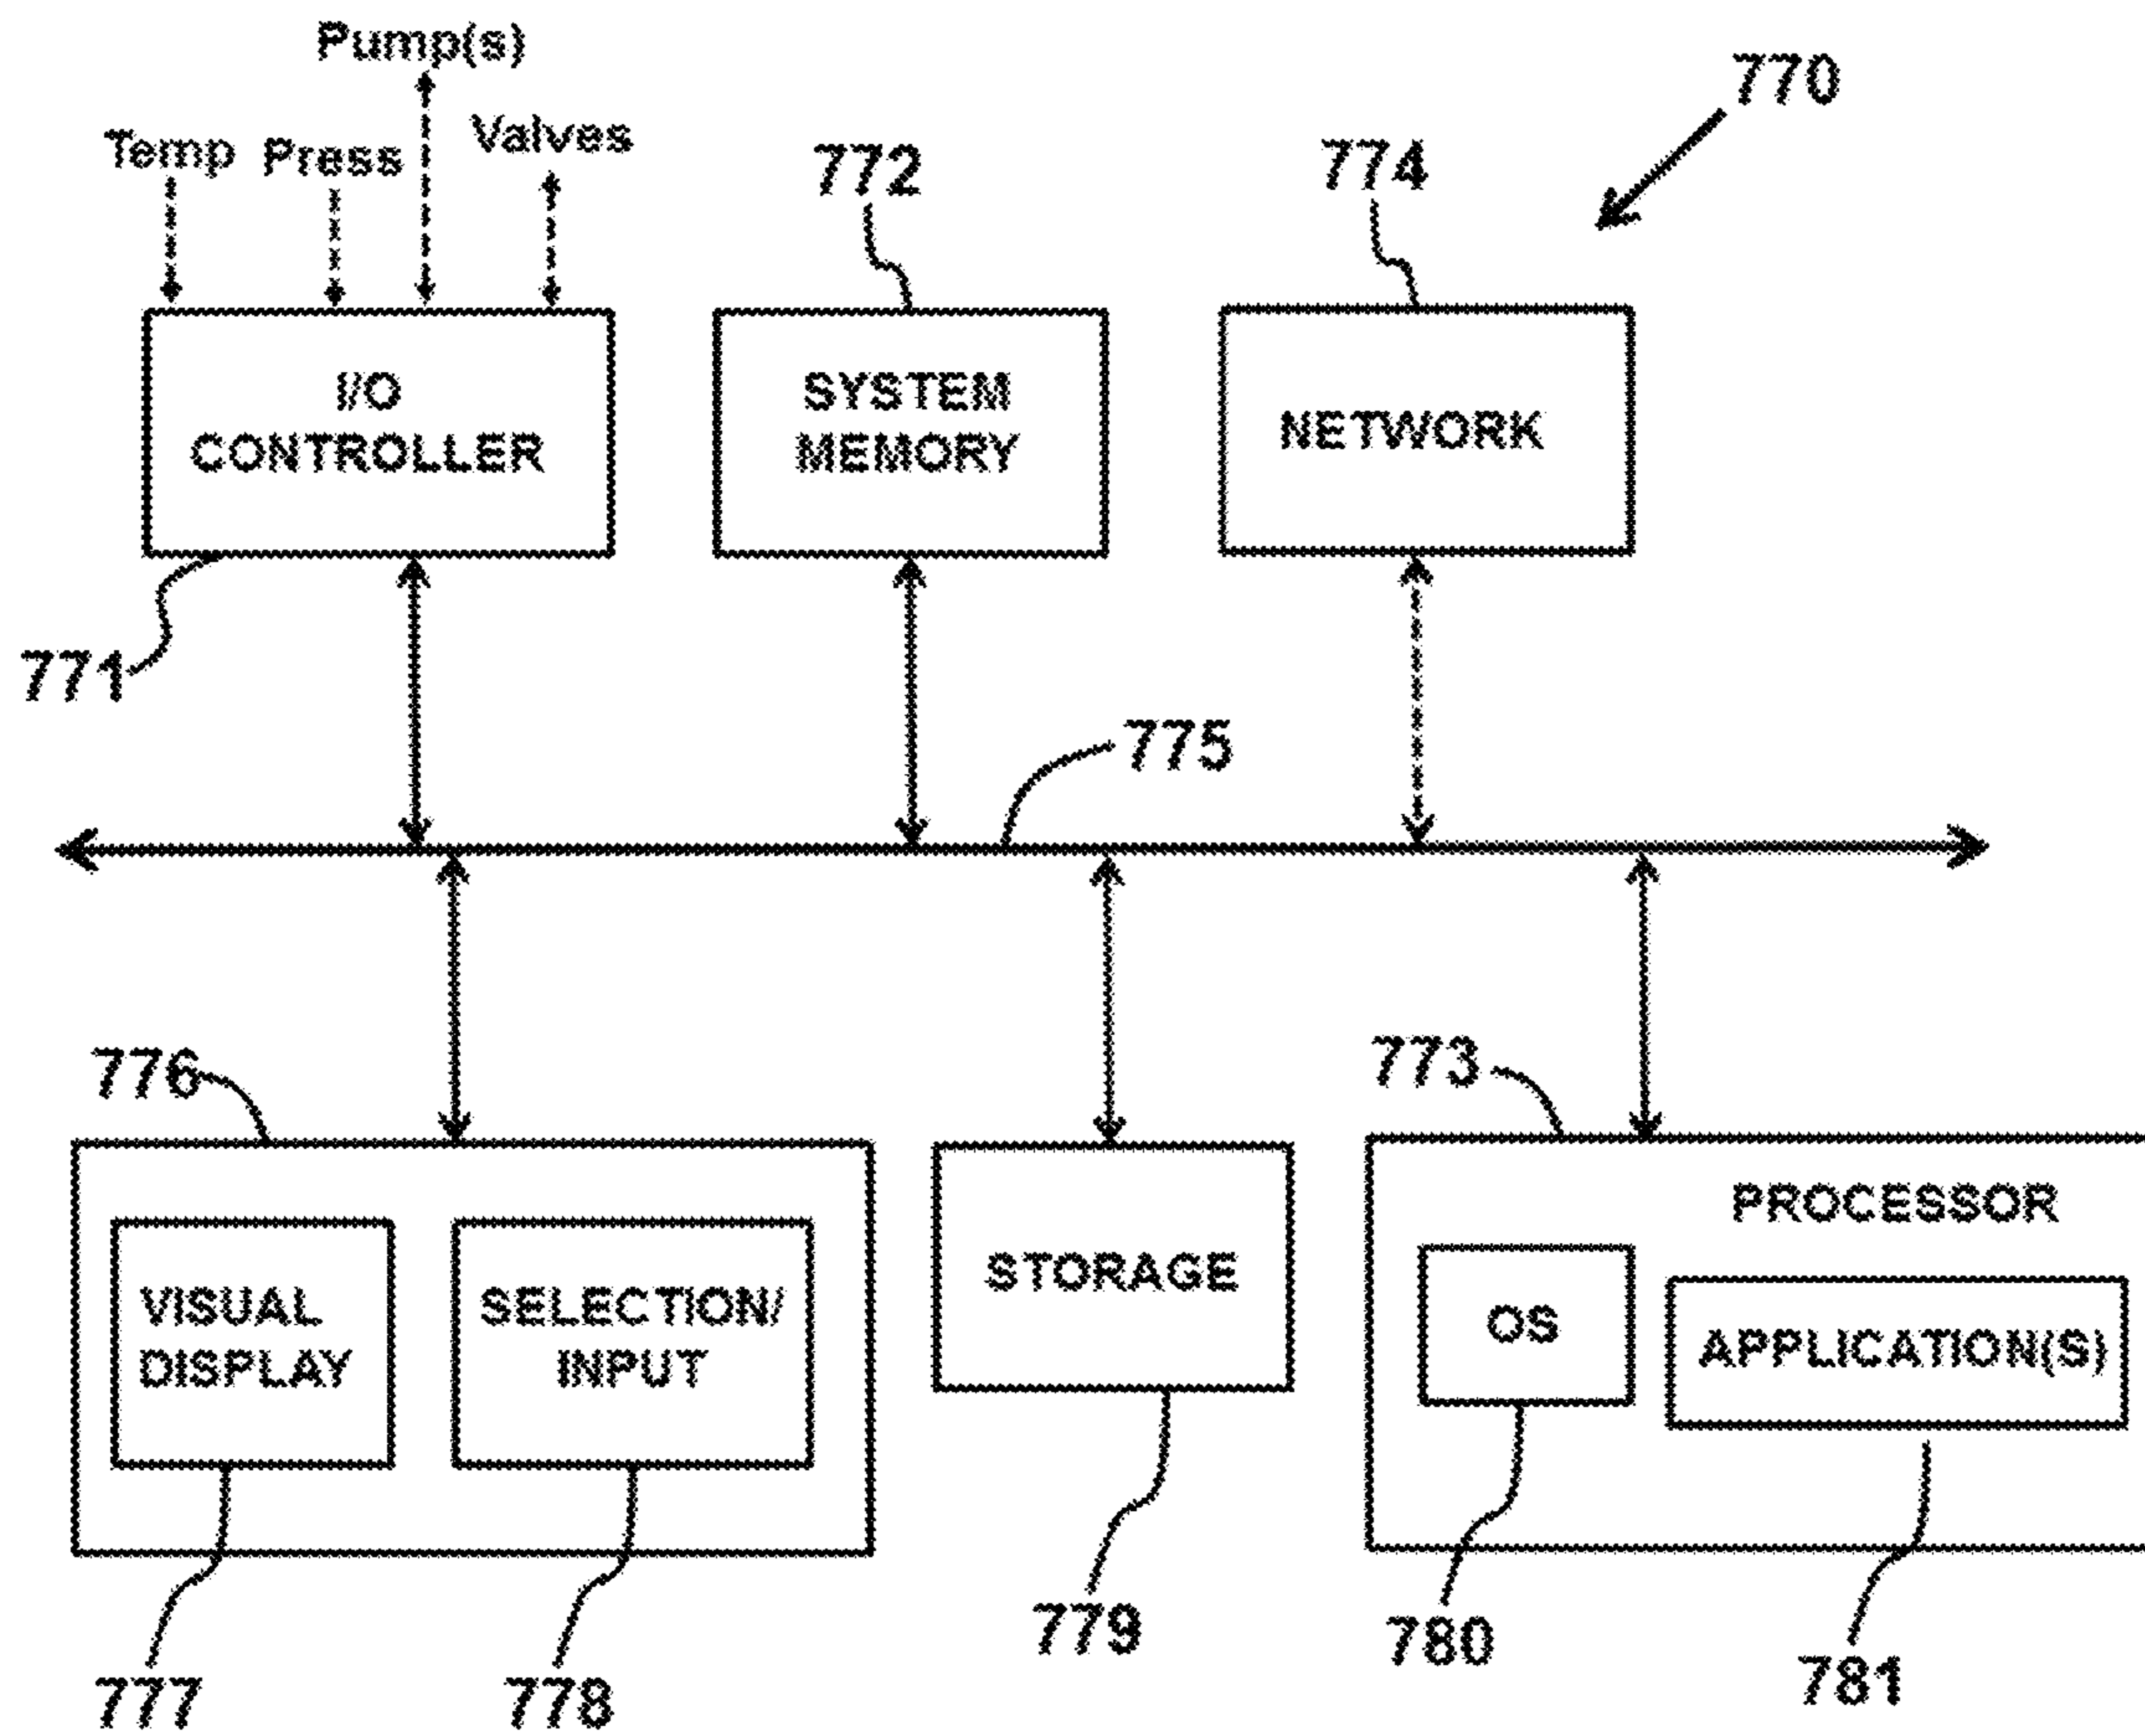 Pump(s)
770
Temp
Press
Valves
772
774
I/O
CONTROLLER
SYSTEM
MEMORY
NETWORK
771
775
776
773
PROCESSOR
VISUAL
DISPLAY
SELECTION/
INPUT
STORAGE
OS
APPLICATION(S)
777
778
779
780
781